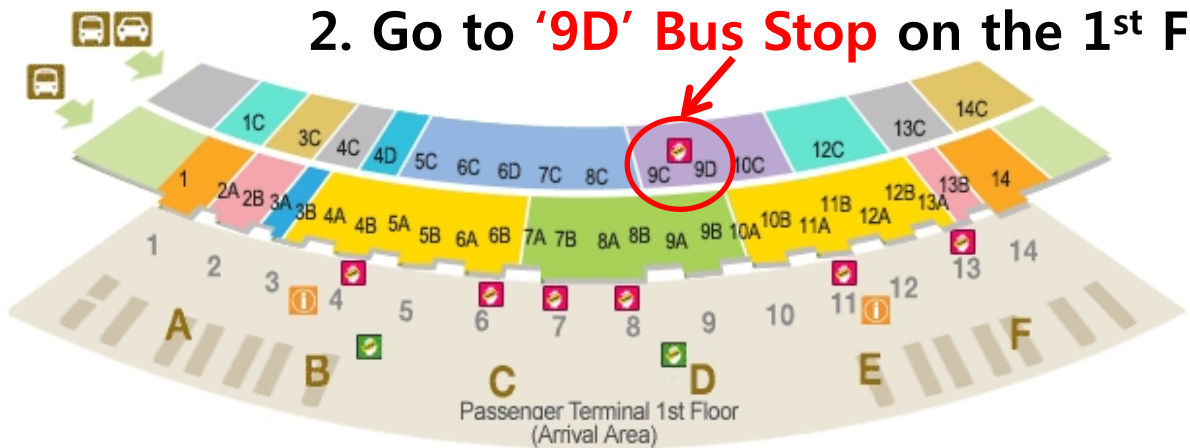 2. Go to ‘9D’ Bus Stop on the 1st F
1C
3C
4C
4D
5C
6C
6D
7C
8C
9C
9D
10C
12C
13C
14C
1
2A
2B
3A
3B
4A
4B
5A
5B
6A
6B
7A
7B
8A
8B
9A
9B
10A
10B
11A
11B
12A
12B
13A
13B
14
1
2
3
4
5
6
7
8
9
10
11
12
13
14
i
i
A
B
C
D
E
F
Passenger Terminal 1st Floor
(Arrival Area)